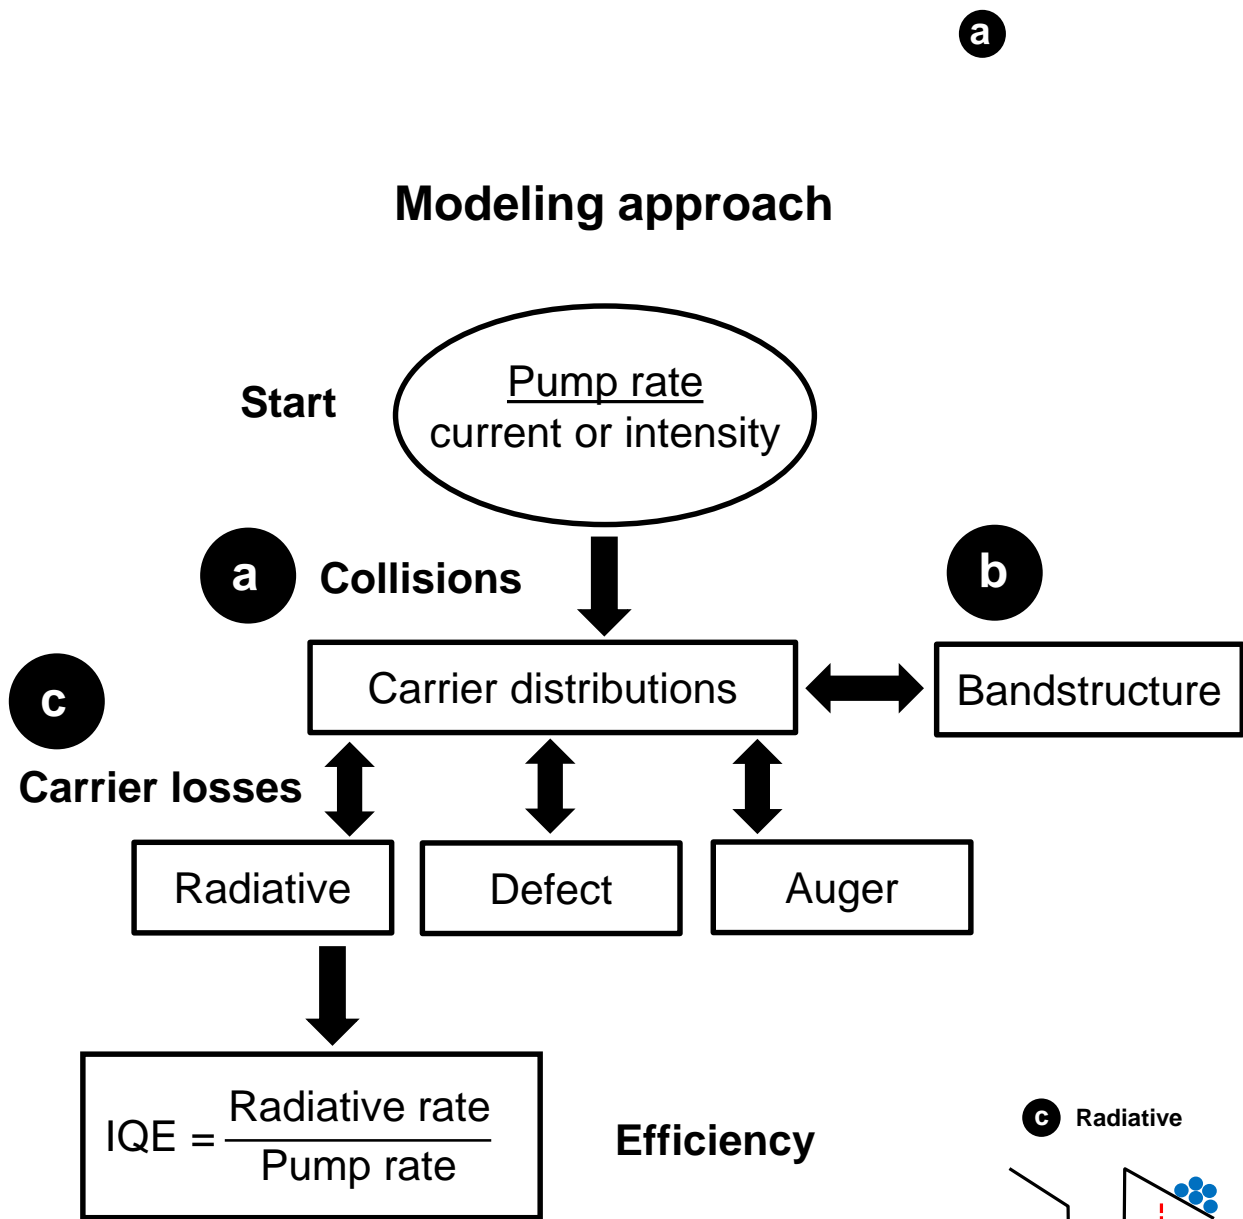 a
Modeling approach
Start
Pump rate
current or intensity
a
Collisions
b
Carrier distributions
Bandstructure
c
Carrier losses
Radiative
Defect
Auger
IQE = Radiative rate
Pump rate
Efficiency
c Radiative
!